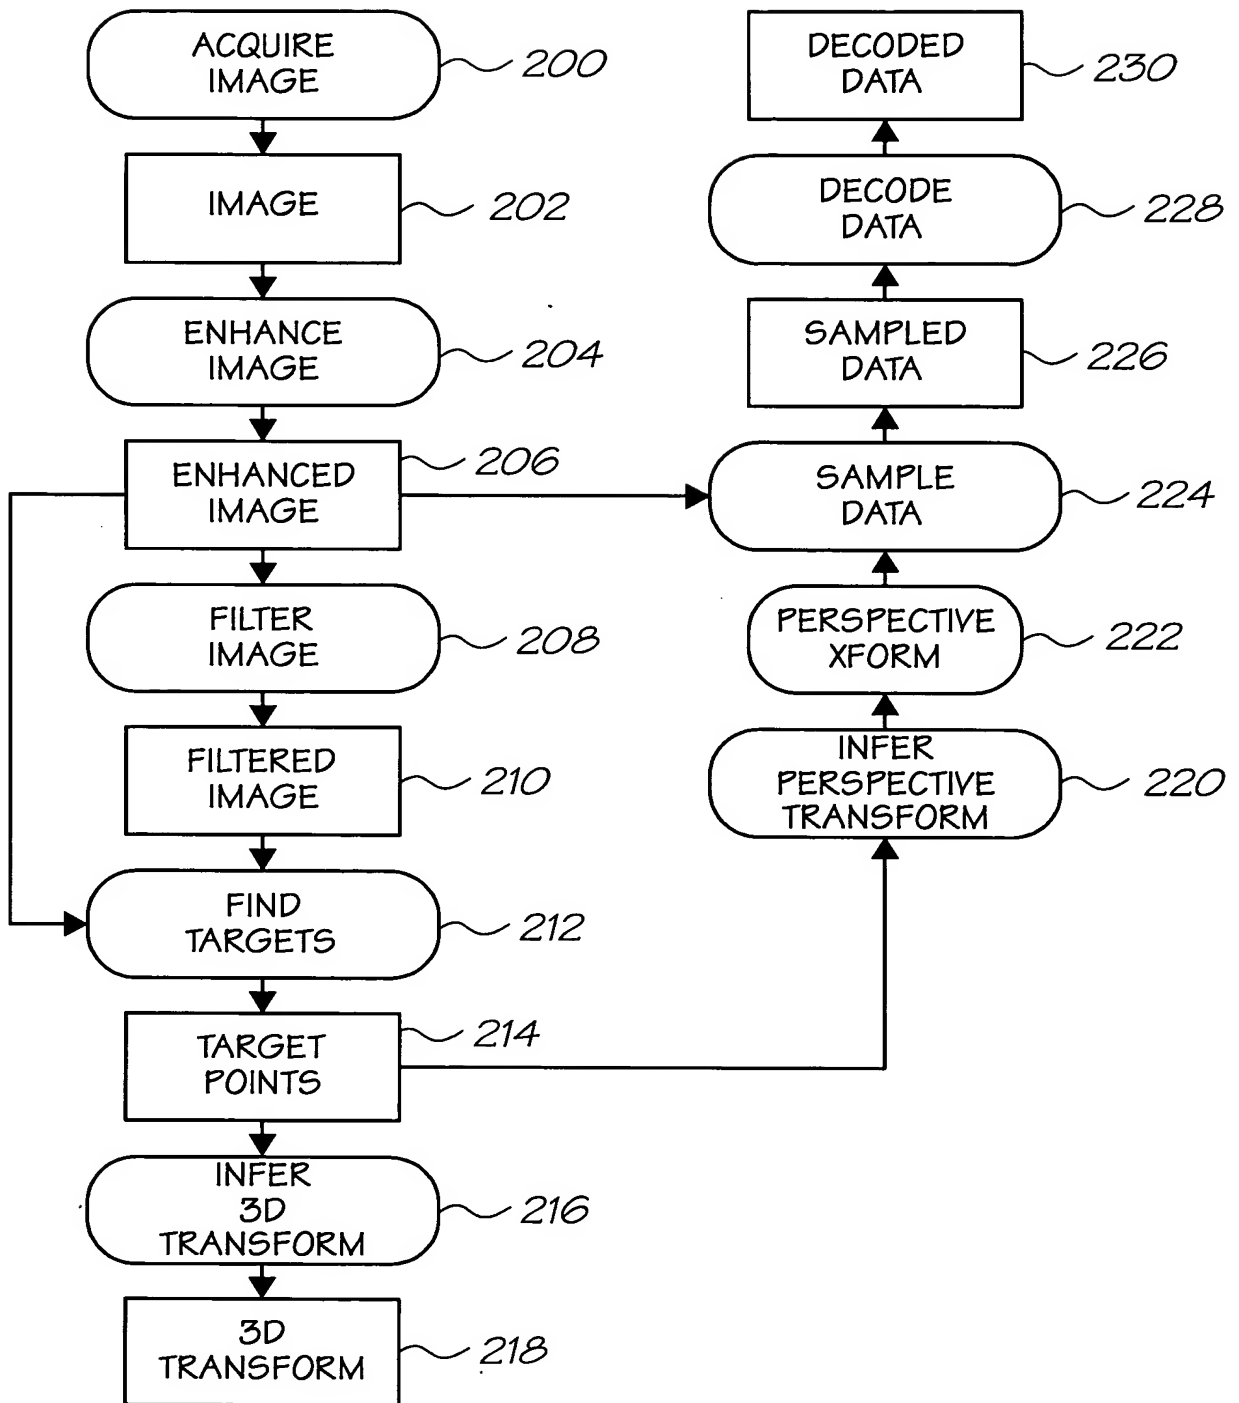 ACQUIRE
IMAGE
200
IMAGE
202
ENHANCE
IMAGE
204
ENHANCED
IMAGE
206
FILTER
IMAGE
208
FILTERED
IMAGE
210
FIND
TARGETS
212
TARGET
POINTS
214
INFER
3D
TRANSFORM
216
3D
TRANSFORM
218
DECODED
DATA
230
DECODE
DATA
228
SAMPLED
DATA
226
SAMPLE
DATA
224
PERSPECTIVE
XFORM
222
INFER
PERSPECTIVE
TRANSFORM
220